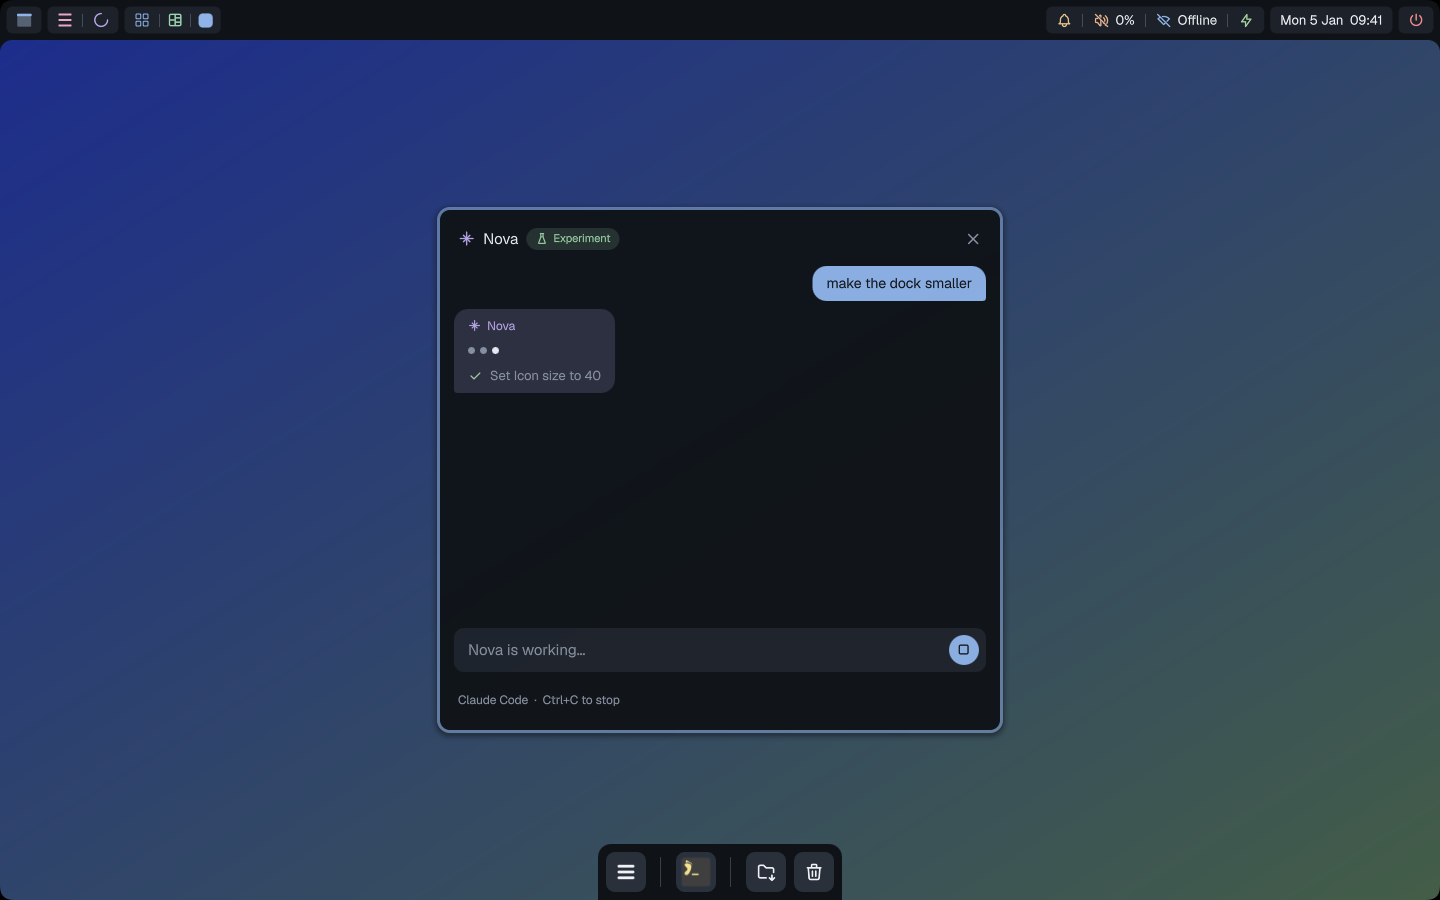 0%
Offline
Mon 5 Jan 09:41
Nova
Experiment
make the dock smaller
Nova
Set Icon size to 40
Nova is working...
Claude Code · Ctrl+C to stop